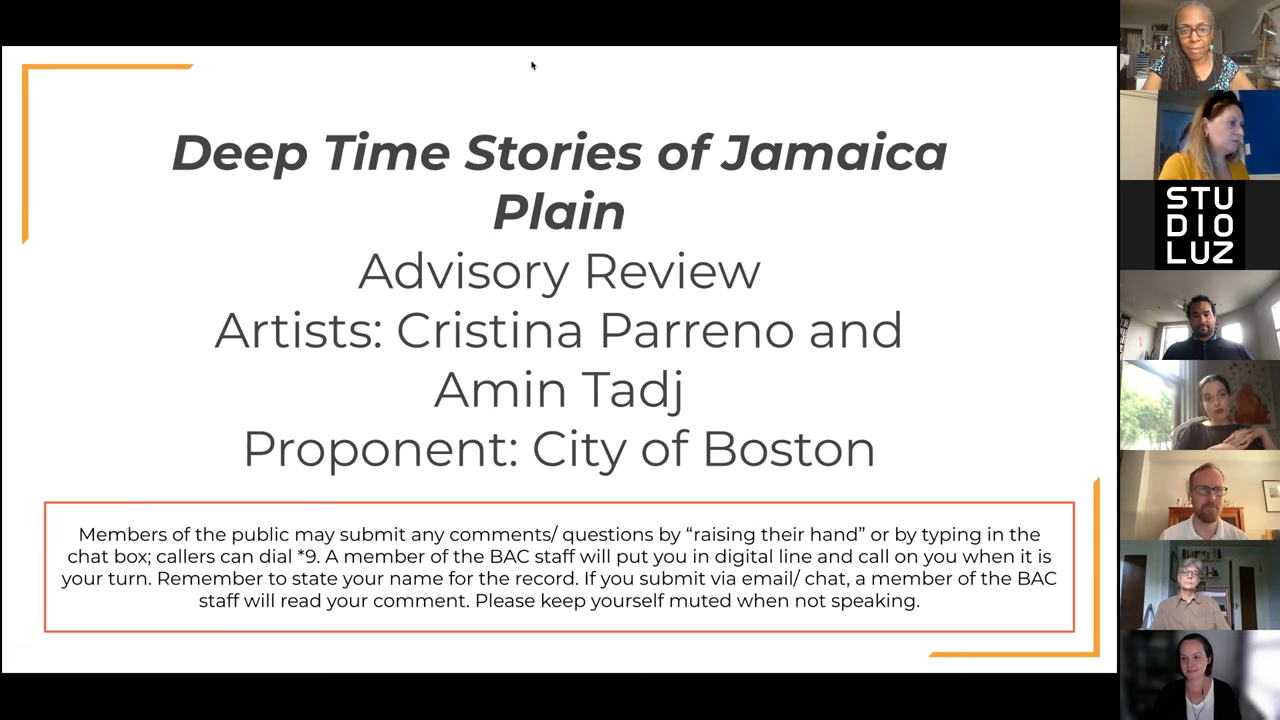 Deep Time Stories of Jamaica
Plain
Advisory Review
Artists: Cristina Parreno and
Amin Tadj
Proponent: City of Boston
Members of the public may submit any comments/ questions by “raising their hand” or by typing in the
chat box; callers can dial *9. A member of the BAC staff will put you in digital line and call on you when it is
your turn. Remember to state your name for the record. If you submit via email/ chat, a member of the BAC
staff will read your comment. Please keep yourself muted when not speaking.
STU
DIO
LUZ